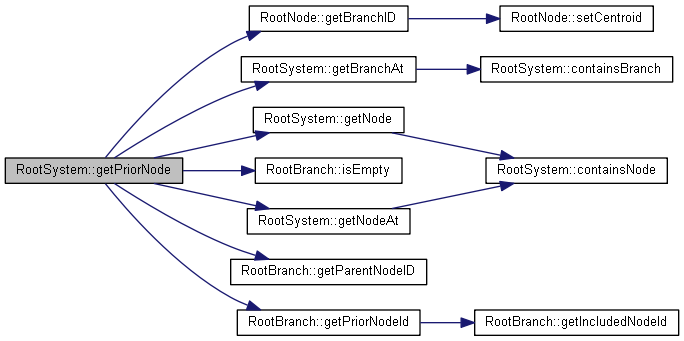 RootNode::getBranchID
RootNode::setCentroid
RootSystem::getBranchAt
RootSystem::containsBranch
RootSystem::getNode
RootSystem::getPriorNode
RootBranch::isEmpty
RootSystem::containsNode
RootSystem::getNodeAt
RootBranch::getParentNodeID
RootBranch::getPriorNodeId
RootBranch::getIncludedNodeId